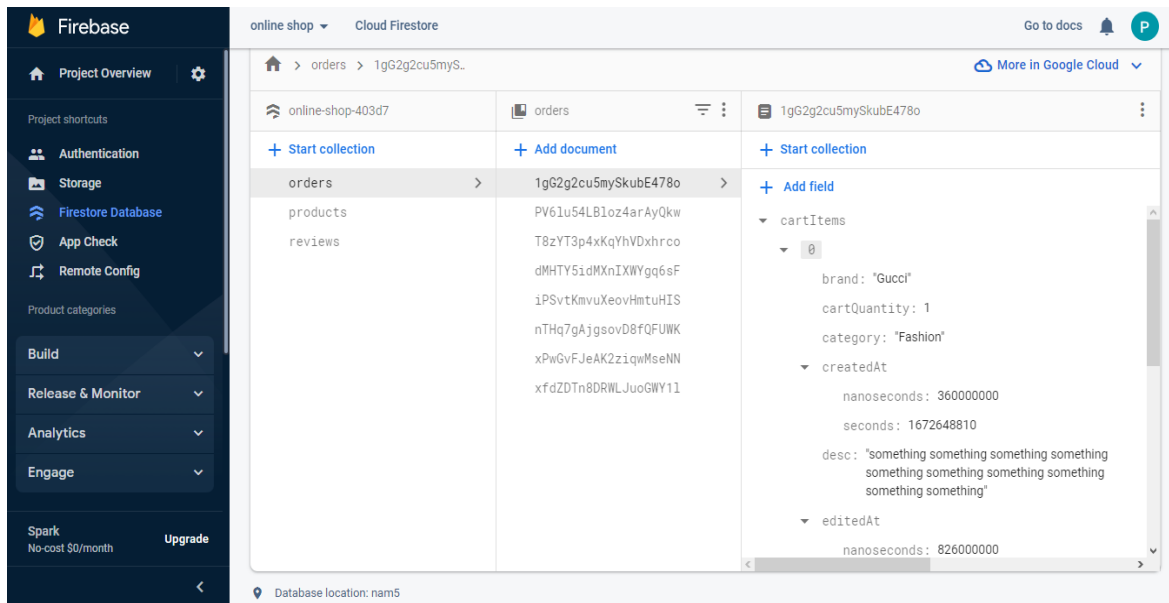 Firebase
online shop
Cloud Firestore
Go to docs
P
Project Overview
Project shortcuts
Authentication
Storage
Firestore Database
App Check
Remote Config
Product categories
Build
Release & Monitor
Analytics
Engage
Spark
No-cost $0/month
Upgrade
> orders > 1gG2g2cu5myS..
More in Google Cloud
online-shop-403d7
+ Start collection
orders
products
reviews
orders
+ Add document
1gG2g2cu5mySkubE478o
PV6lu54LBloz4arAyQkw
T8zYT3p4xKqYhVDxhrco
dMHTY5idMXnIXWYgq6sF
iPSvtKmvuXeovHmtuHIS
nTHq7gAjgsovD8fQFUWK
xPwGvFJeAK2ziqwMseNN
xfdZDTn8DRWLJuoGWY1l
1gG2g2cu5mySkubE478o
+ Start collection
+ Add field
cartItems
0
brand: "Gucci"
cartQuantity: 1
category: "Fashion"
createdAt
nanoseconds: 360000000
seconds: 1672648810
desc: "something something something something
something something something something
something something"
editedAt
nanoseconds: 826000000
Database location: nam5